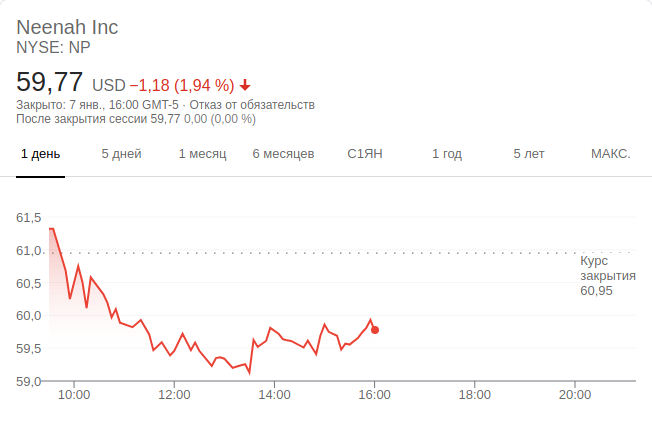 Neenah Inc
NYSE: NP
59,77 USD −1,18 (1,94 %)
Закрыто: 7 янв., 16:00 GMT-5 · Отказ от обязательств
После закрытия сессии 59,77 0,00 (0,00 %)
1 день 5 дней 1 месяц 6 месяцев С1ЯН 1 год 5 лет МАКС.
61,5
61,0
Курс
закрытия
60,95
60,5
60,0
59,5
59,0
10:00 12:00 14:00 16:00 18:00 20:00